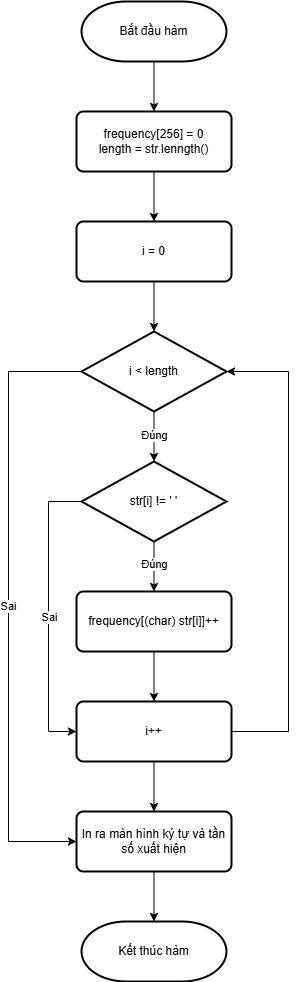 Bắt đầu hàm
frequency[256] = 0
length = str.lenngth()
i = 0
i < length
Đúng
str[i] != ' '
Đúng
Sai
Sai
frequency[(char) str[i]]++
i++
In ra màn hình ký tự và tần
số xuất hiện
Kết thúc hàm